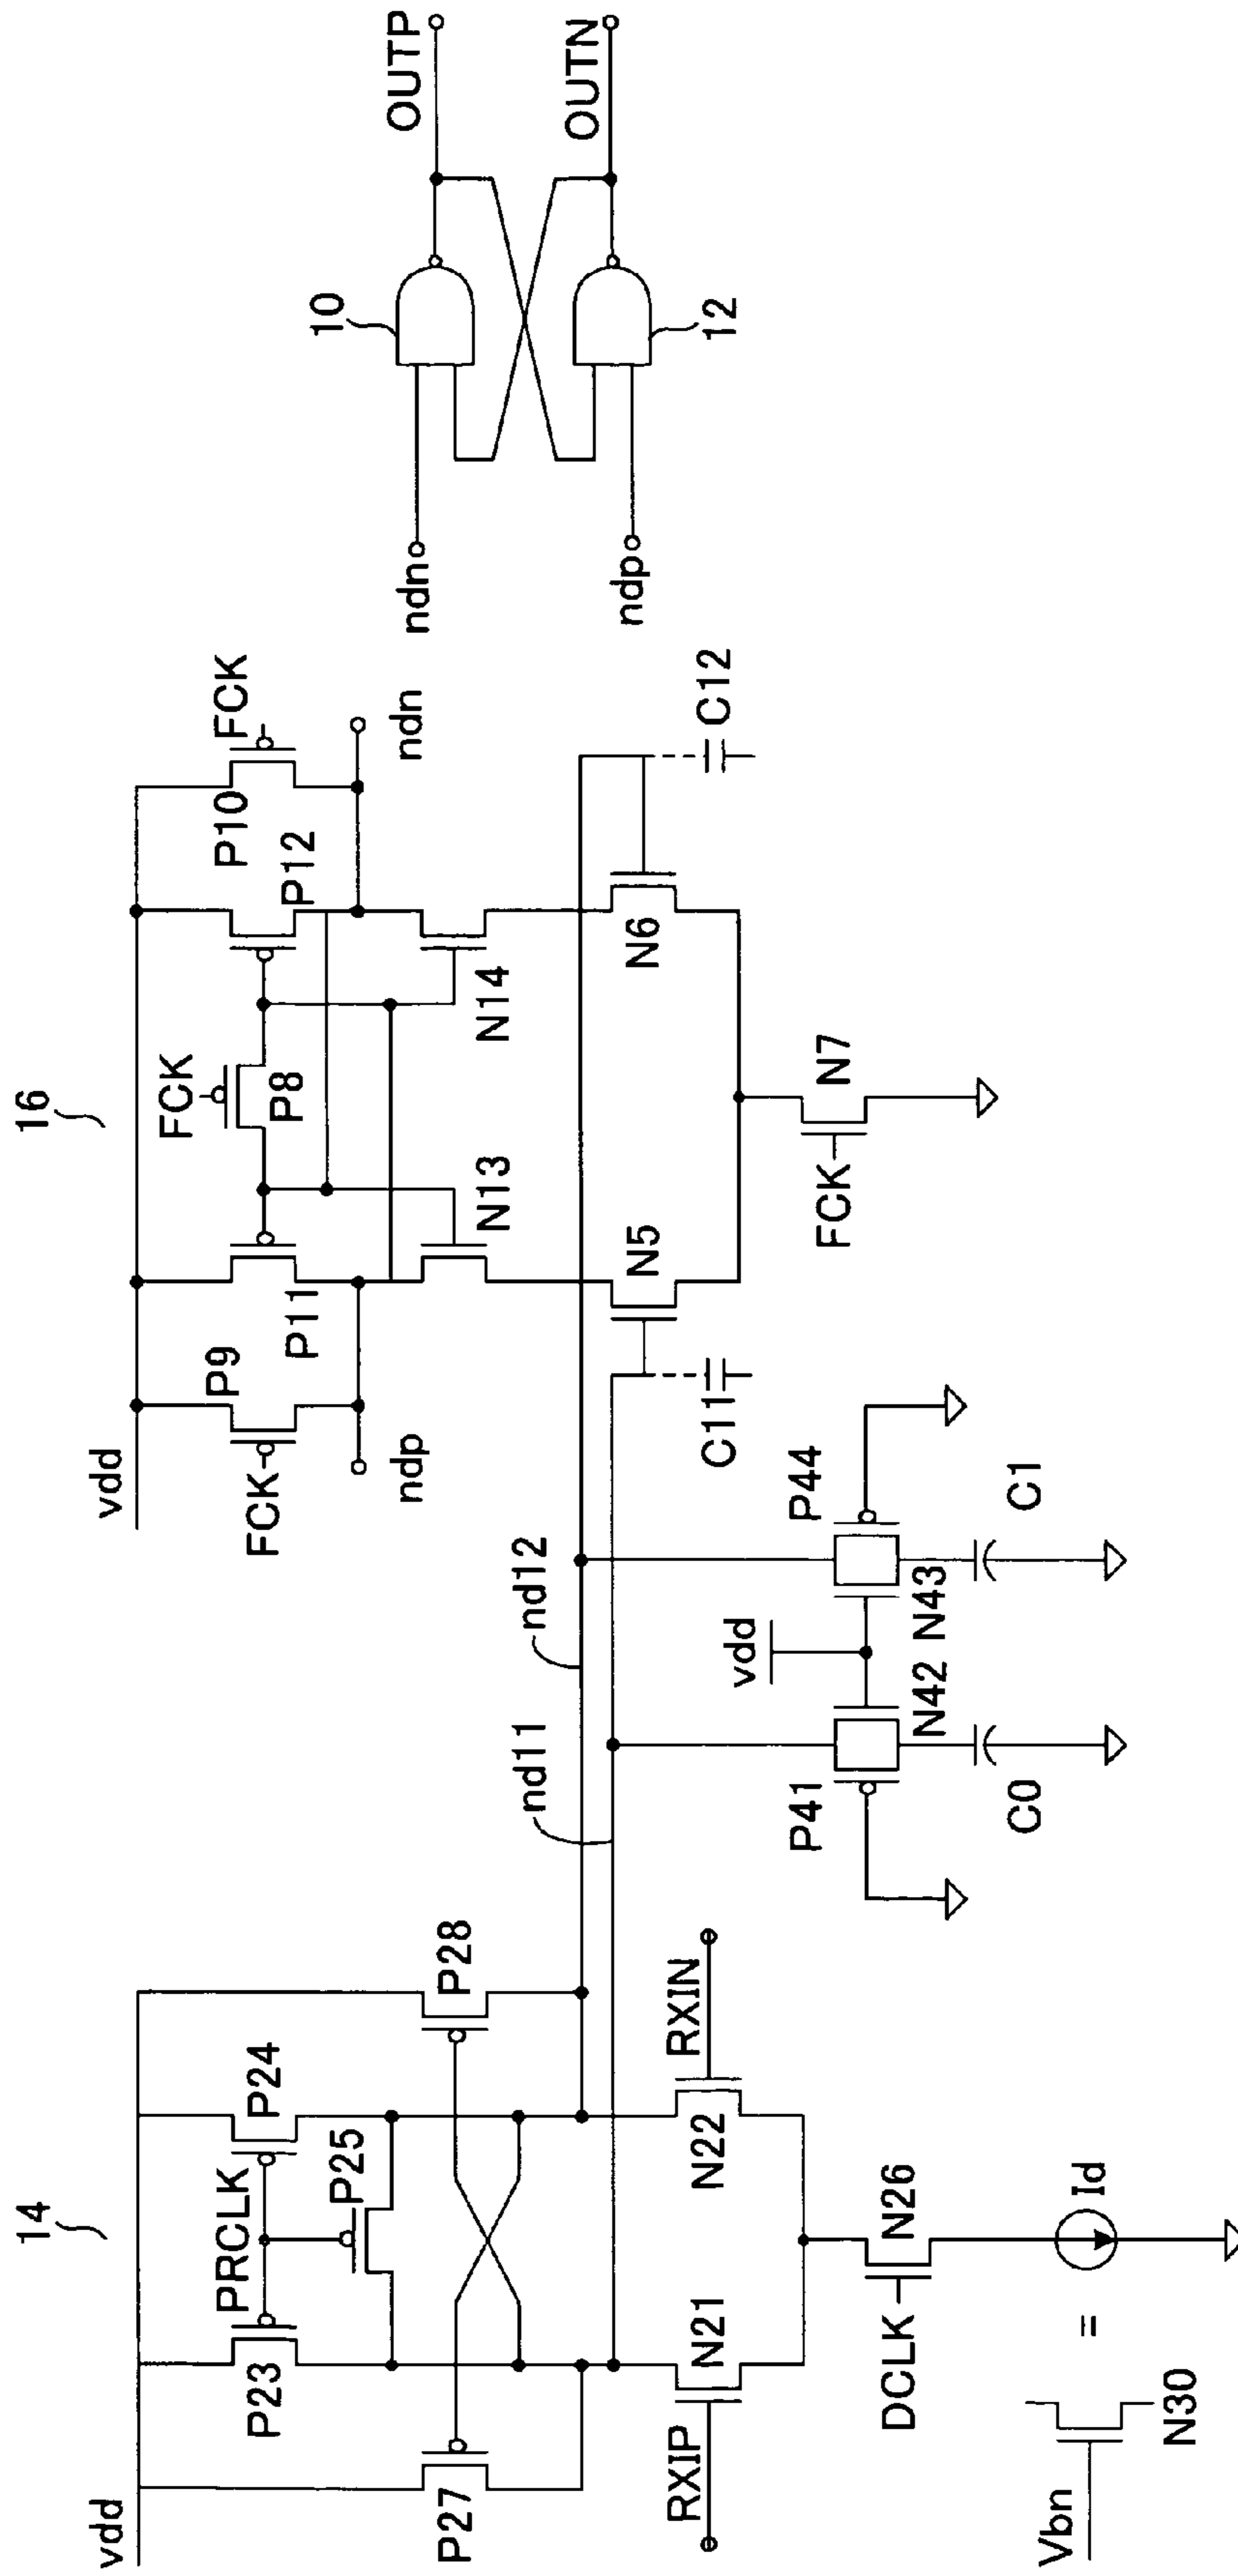 14
vdd
P23
PRCLK
P24
P25
P27
P28
RXIP
N21
N22
RXIN
DCLK
N26
Id
=
Vbn
N30
nd11
nd12
vdd
P41
N42
N43
P44
C0
C1
16
vdd
FCK
P9
P11
FCK
P8
P12
P10
FCK
ndp
ndn
N13
N14
N5
N6
C11
C12
FCK
N7
10
ndn
OUTP
12
ndp
OUTN